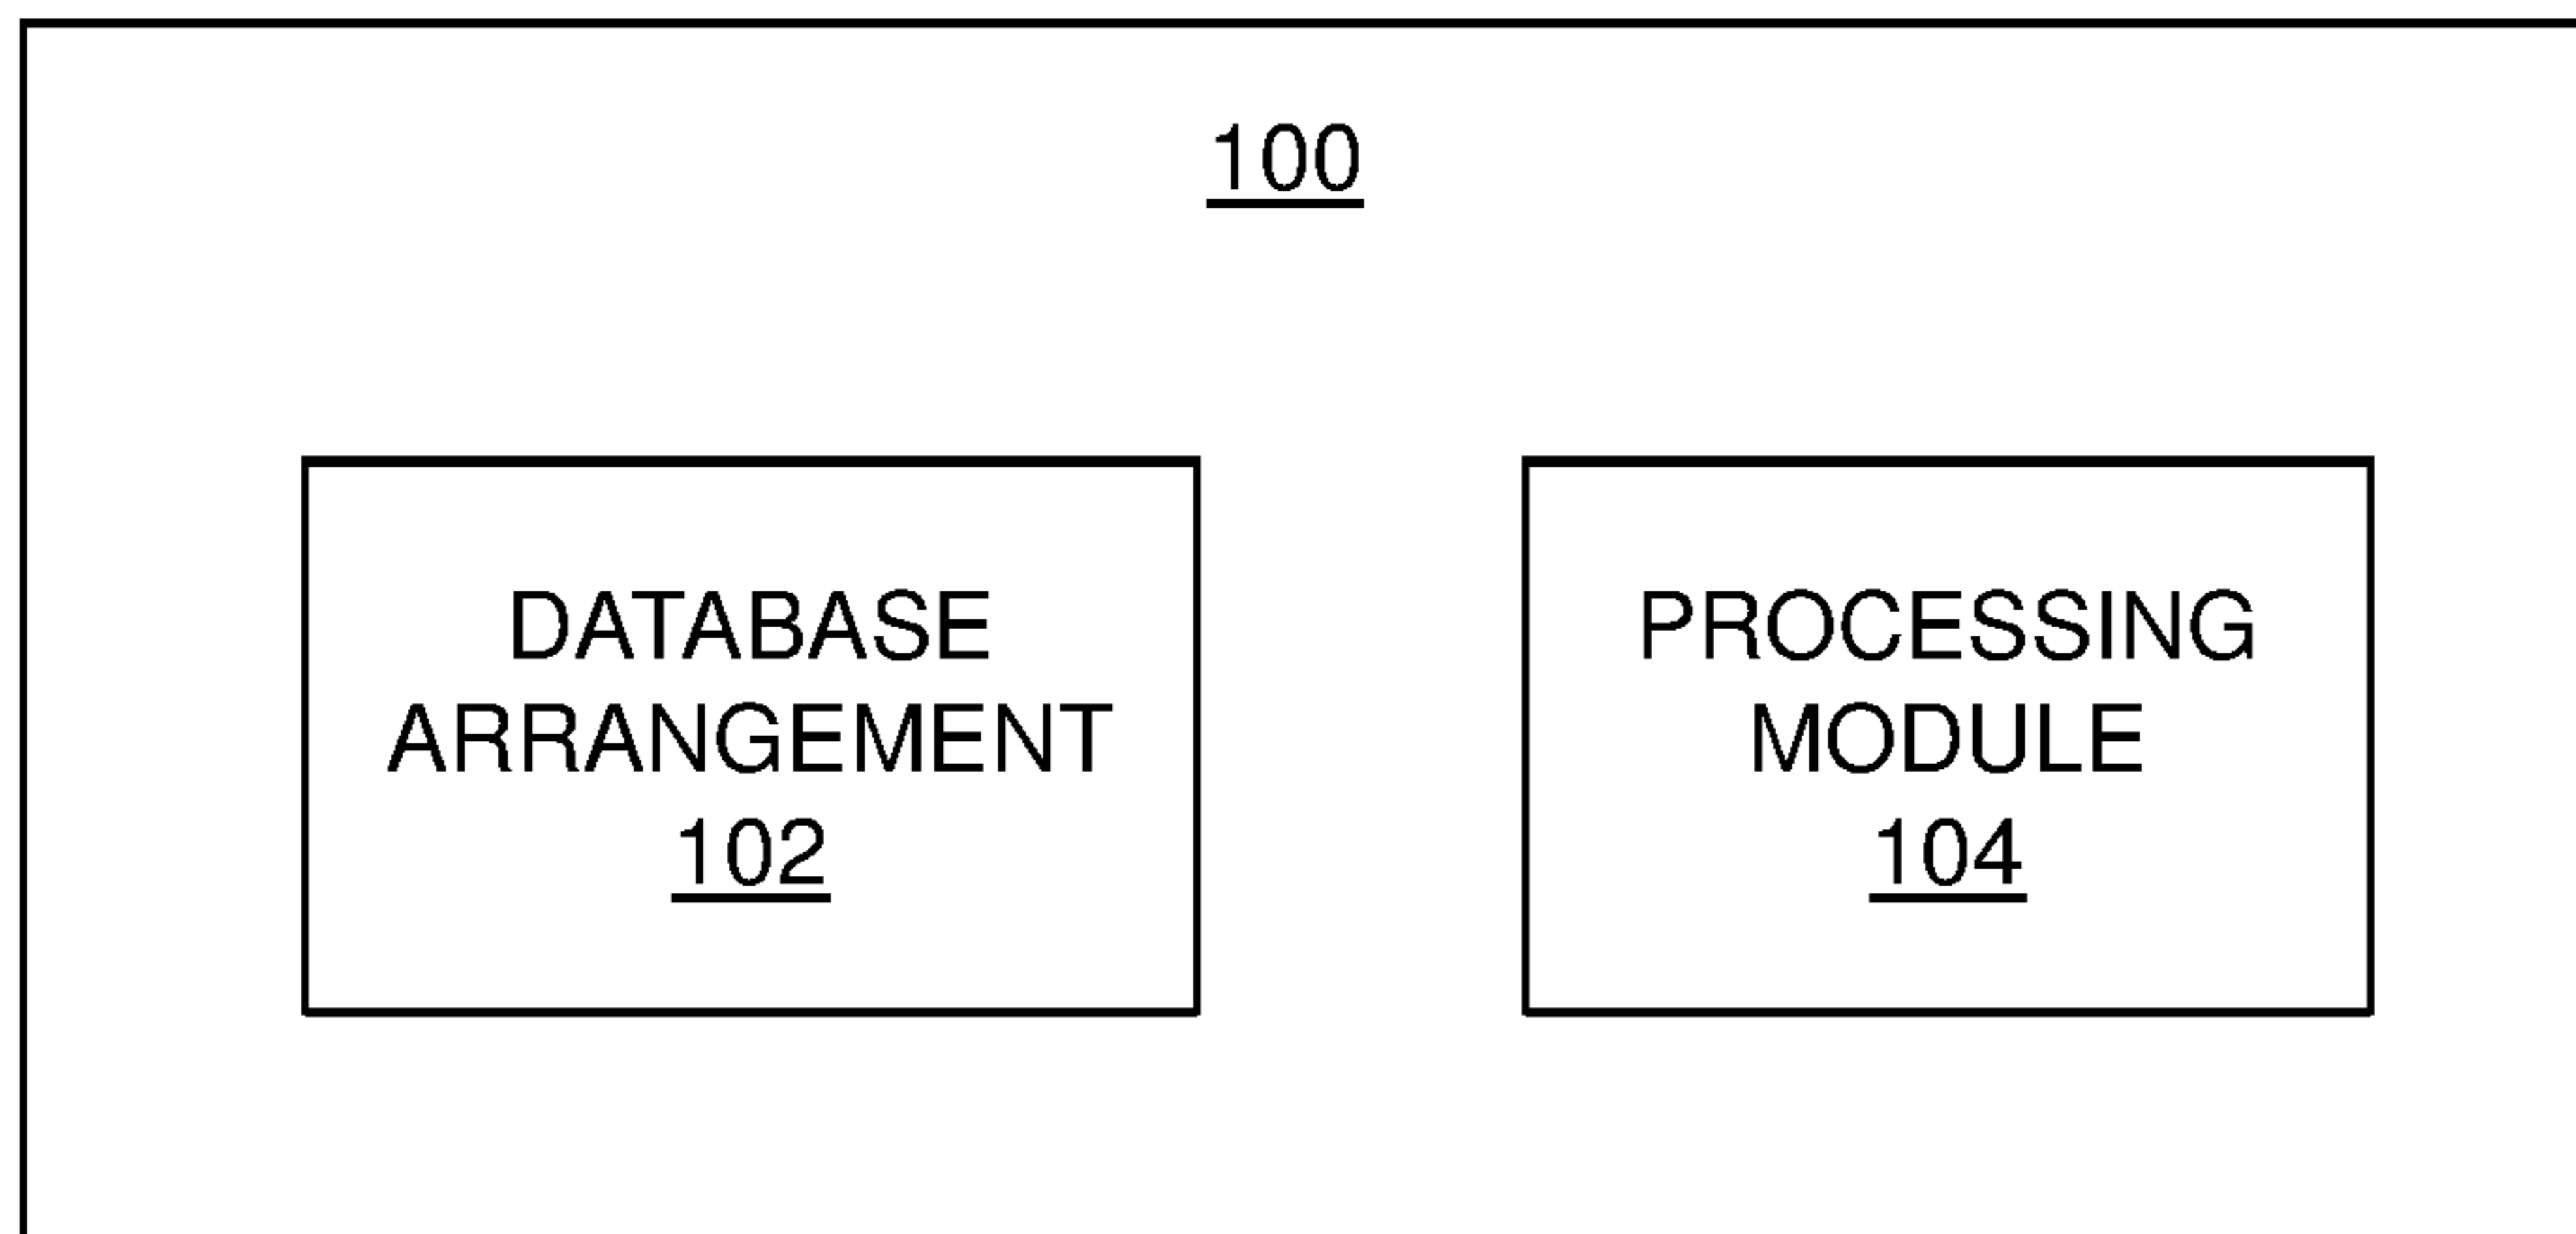 100
DATABASE
ARRANGEMENT
102
PROCESSING
MODULE
104